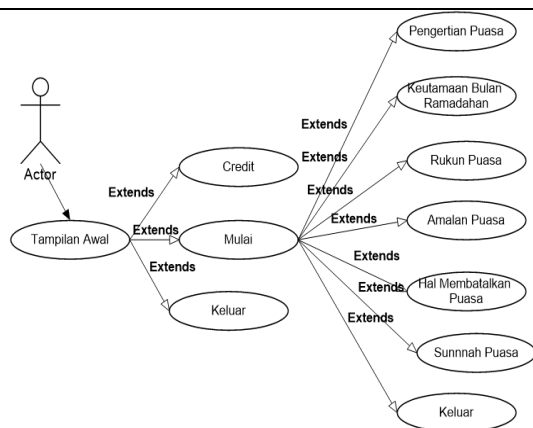 Pengertian Puasa
Keutamaan Bulan
Ramadahan
Extends
Extends
Actor
Credit
Rukun Puasa
Extends
Extends
Tampilan Awal
Extends
Mulai
Extends
Amalan Puasa
Extends
Extends
Hal Membatalkan
Puasa
Extends
Keluar
Extends
Sunnnah Puasa
Keluar